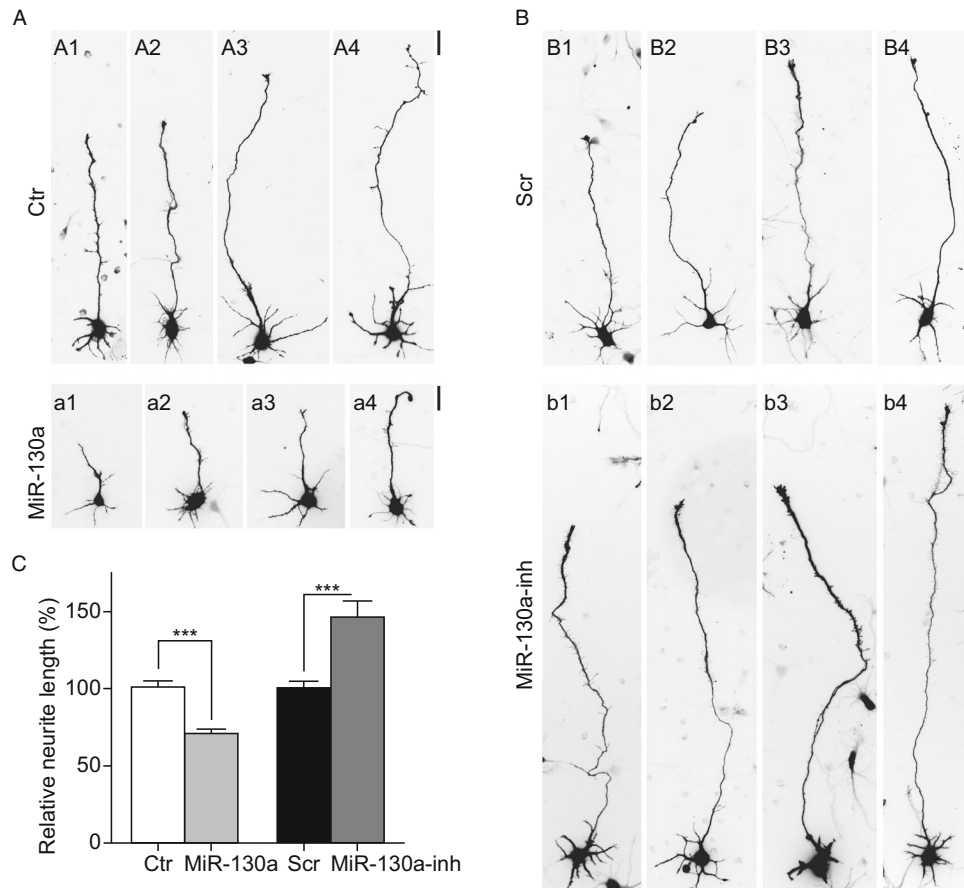 A
A1 A2 A3 A4
Ctr
a1 a2 a3 a4
MiR-130a
B
B1 B2 B3 B4
Scr
b1 b2 b3 b4
MiR-130a-inh
C
Relative neurite length (%)
150
100
50
0
***
***
Ctr MiR-130a Scr MiR-130a-inh